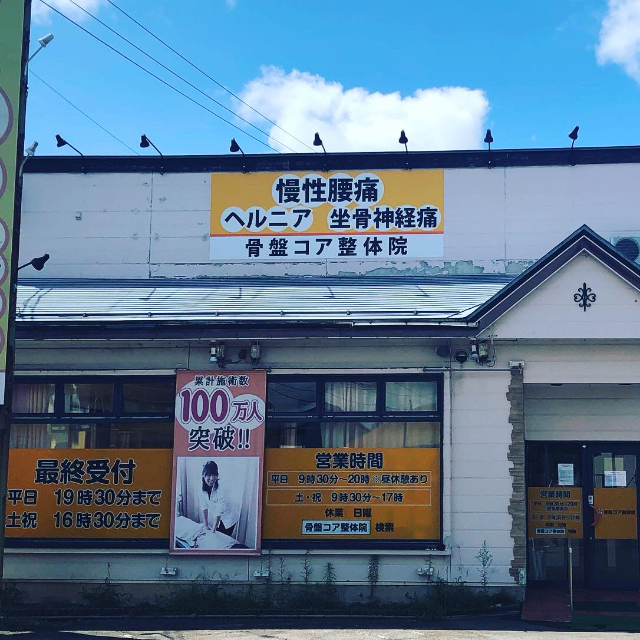 慢性腰痛
ヘルニア 坐骨神経痛
骨盤コア整体院
累計施術数
100万人
突破!!
最終受付
平日 19時30分まで
土祝 16時30分まで
営業時間
平日 9時30分〜20時 ※昼休憩あり
土・祝 9時30分〜17時
休業 日曜
骨盤コア整体院 検索
営業時間